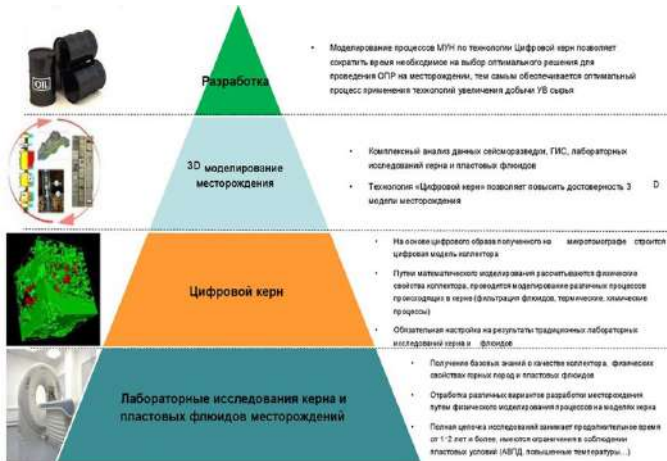 OIL
Разработка
• Моделирование процессов МУН по технологии Цифровой керн позволяет
сократить время необходимое на выбор оптимального решения для
проведения ОПР на месторождении, тем самым обеспечивается оптимальный
процесс применения технологий увеличения добычи УВ сырья
3D моделирование
месторождения
• Комплексный анализ данных сейсморазведки, ГИС, лабораторных
исследований керна и пластовых флюидов
• Технология «Цифровой керн» позволяет повысить достоверность 3 D
модели месторождения
Цифровой керн
• На основе цифрового образа полученного на микротомографе строится
цифровая модель коллектора
• Путем математического моделирования рассчитываются физические
свойства коллектора, проводится моделирование различных процессов
происходящих в керне (фильтрация флюидов, термические, химические
процессы)
• Обязательная настройка на результаты традиционных лабораторных
исследований керна и флюидов
Лабораторные исследования керна и
пластовых флюидов месторождений
• Получение базовых знаний о качестве коллектора, физических
свойствах горных пород и пластовых флюидов
• Отработка различных вариантов разработки месторождения
путем физического моделирования процессов на моделях керна
• Полная цепочка исследований занимает продолжительное время
от 1-2 лет и более, имеются ограничения в соблюдении
пластовых условий (АВПД, повышенные температуры...)